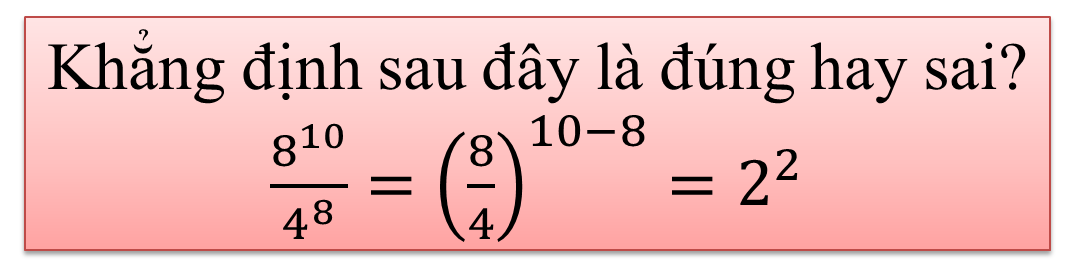 Khẳng định sau đây là đúng hay sai?
8^10/4^8 = (8/4)^(10−8) = 2^2